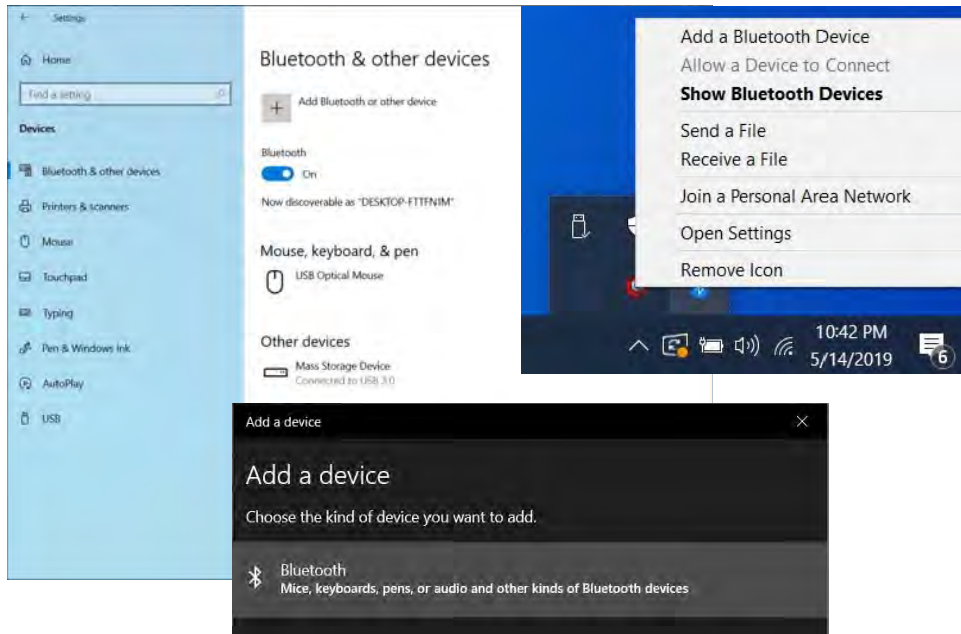 Settings
Home
Find a setting
Devices
Bluetooth & other devices
Printers & scanners
Mouse
Touchpad
Typing
Pen & Windows Ink
AutoPlay
USB
Bluetooth & other devices
Add Bluetooth or other device
Bluetooth
On
Now discoverable as "DESKTOP-FTTFN1M"
Mouse, keyboard, & pen
USB Optical Mouse
Other devices
Mass Storage Device
Connected to USB 3.0
Add a Bluetooth Device
Allow a Device to Connect
Show Bluetooth Devices
Send a File
Receive a File
Join a Personal Area Network
Open Settings
Remove Icon
10:42 PM
5/14/2019
6
Add a device
Add a device
Choose the kind of device you want to add.
Bluetooth
Mice, keyboards, pens, or audio and other kinds of Bluetooth devices